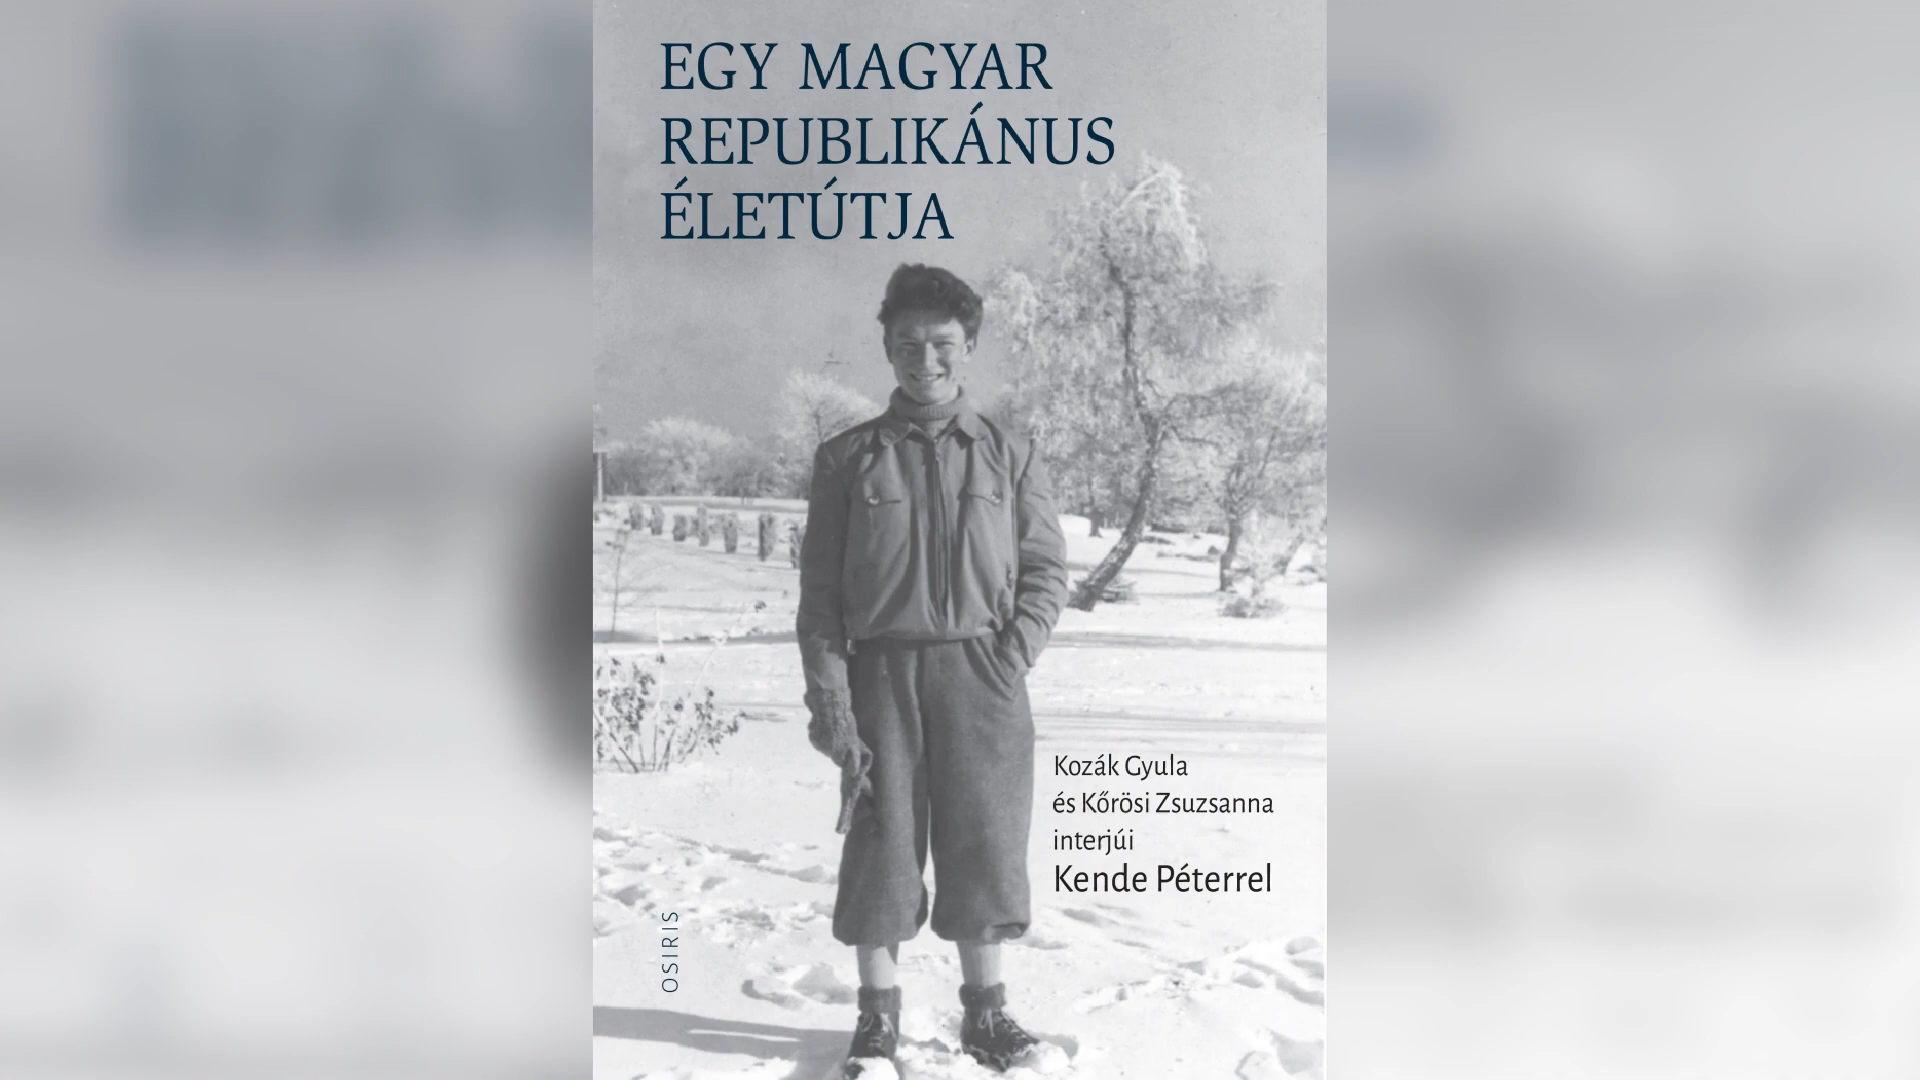 EGY MAGYAR
REPUBLIKÁNUS
ÉLETÚTJA
Kozák Gyula
és Kőrösi Zsuzsanna
interjúi
Kende Péterrel
OSIRIS